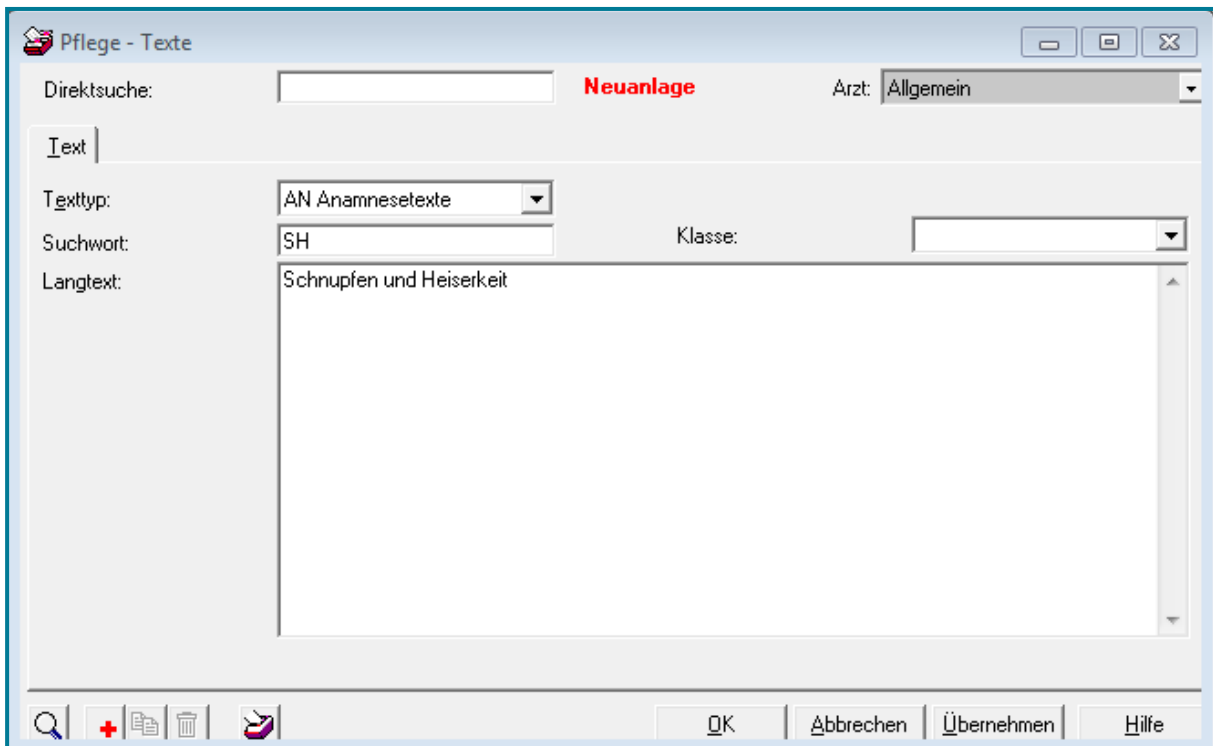 Pflege - Texte
Direktsuche: Neuanlage Arzt: Allgemein
Text
Texttyp: AN Anamnesetexte
Suchwort: SH Klasse:
Langtext: Schnupfen und Heiserkeit
OK Abbrechen Übernehmen Hilfe